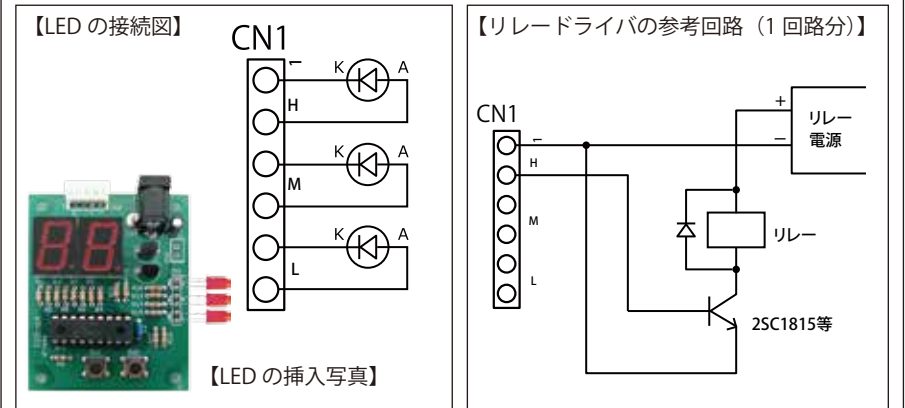 【LED の接続図】
CN1
1
K
A
H
K
A
M
K
A
L
【LED の挿入写真】
【リレードライバの参考回路（1 回路分）】
CN1
1
H
M
L
+
−
リレー
電源
リレー
2SC1815等